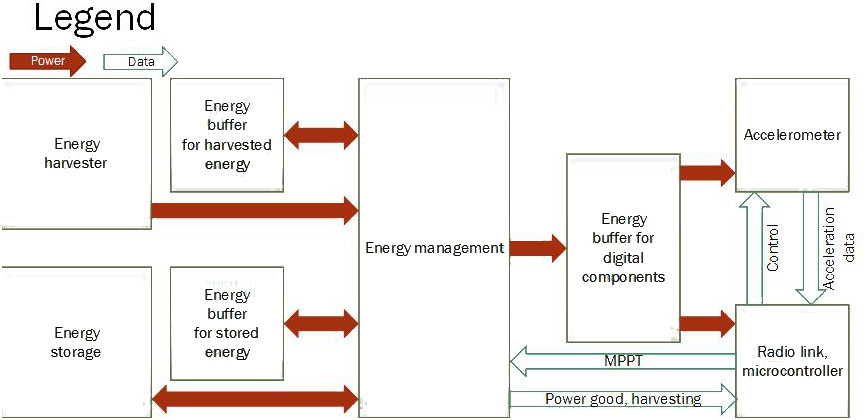 Legend
Power
Data
Energy
harvester
Energy
buffer
for harvested
energy
Energy management
Energy
buffer for
digital
components
Accelerometer
Control
Acceleration
data
Energy
storage
Energy
buffer
for stored
energy
Radio link,
microcontroller
MPPT
Power good, harvesting